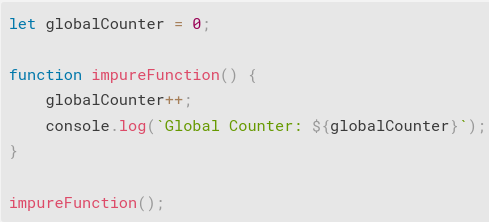 let globalCounter = 0;
function impureFunction() {
globalCounter++;
console.log(`Global Counter: ${globalCounter}`);
}
impureFunction();